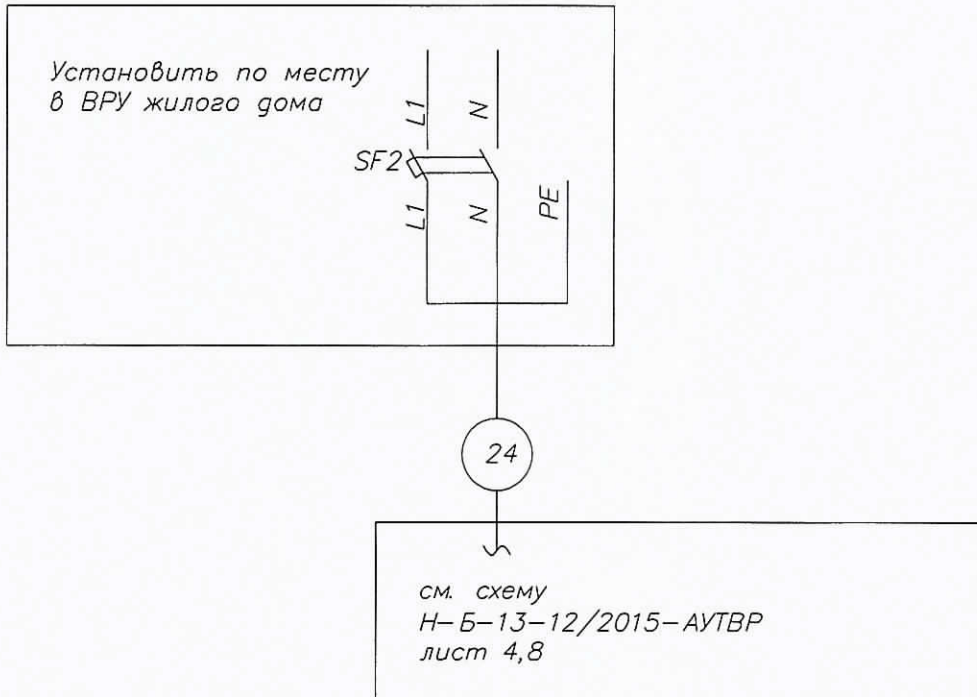 Установить по месту
в ВРУ жилого дома
L1
N
SF2
L1
N
PE
24
см. схему
Н-Б-13-12/2015-АУТВР
лист 4,8